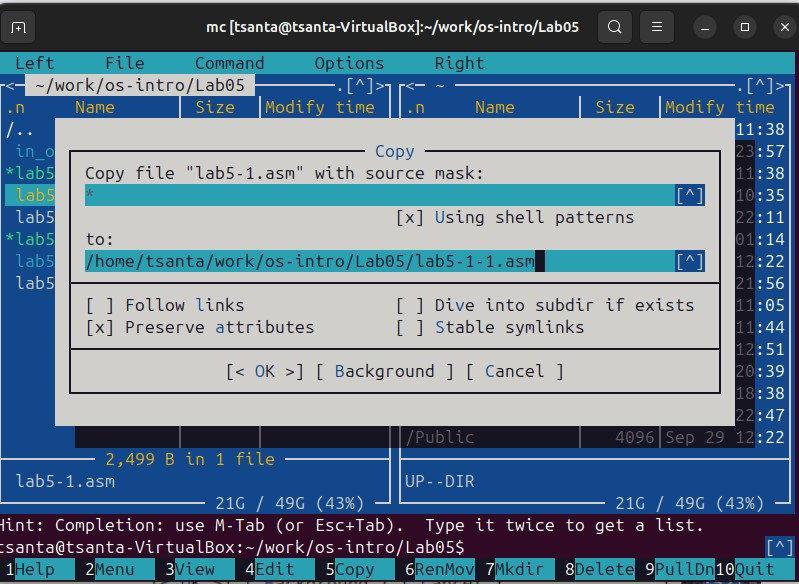 mc [tsanta@tsanta-VirtualBox]:~/work/os-intro/Lab05
Left File Command Options Right
<- ~/work/os-intro/Lab05 .[^]> <- ~ .[^]>
.n Name Size Modify time .n Name Size Modify time
/.. 11:38
in_o 23:57
*lab5 11:38
lab5 10:35
lab5 22:11
*lab5 01:14
lab5 12:22
lab5 21:56
11:05
11:44
12:51
20:39
18:38
22:47
Copy
Copy file "lab5-1.asm" with source mask:
* [^]
[x] Using shell patterns
to:
/home/tsanta/work/os-intro/Lab05/lab5-1-1.asm [^]
[ ] Follow links [ ] Dive into subdir if exists
[x] Preserve attributes [ ] Stable symlinks
[< OK >] [ Background ] [ Cancel ]
/Public 4096 Sep 29 12:22
2,499 B in 1 file
lab5-1.asm UP--DIR
21G / 49G (43%) 21G / 49G (43%)
Hint: Completion: use M-Tab (or Esc+Tab). Type it twice to get a list.
tsanta@tsanta-VirtualBox:~/work/os-intro/Lab05$ [^]
1Help 2Menu 3View 4Edit 5Copy 6RenMov 7Mkdir 8Delete 9PullDn 10Quit